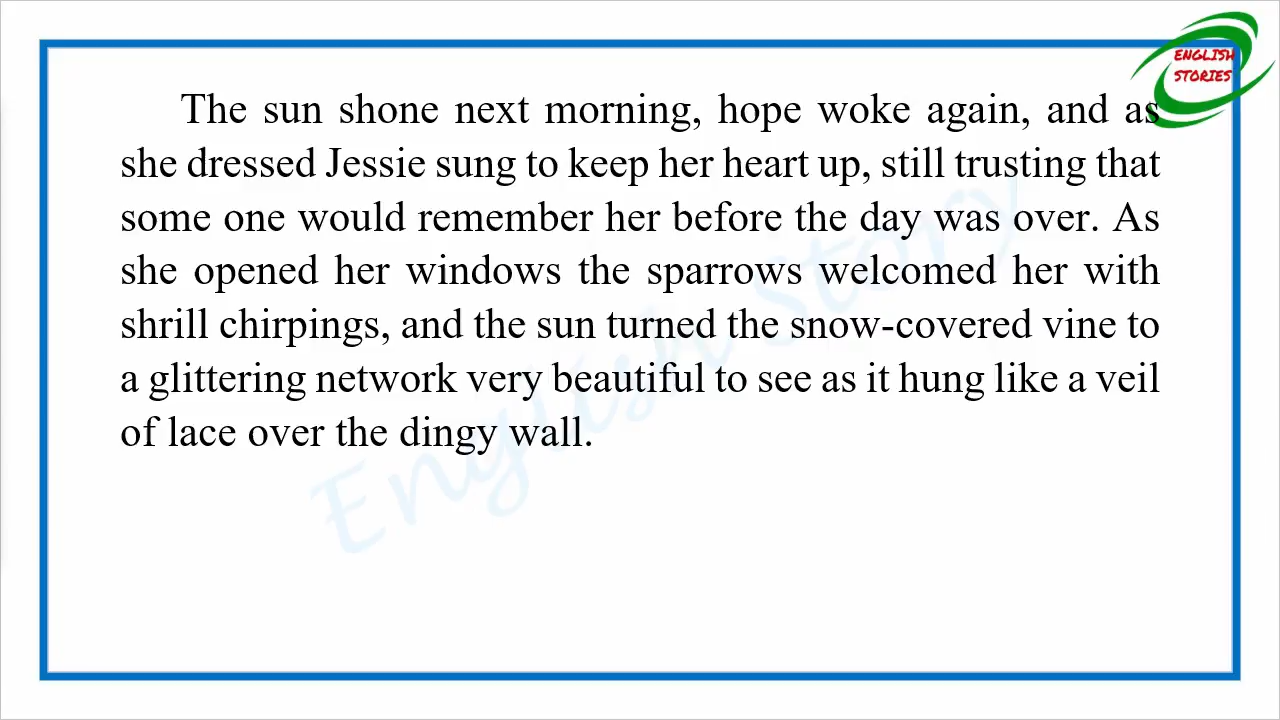 ENGLISH
STORIES
The sun shone next morning, hope woke again, and as
she dressed Jessie sung to keep her heart up, still trusting that
some one would remember her before the day was over. As
she opened her windows the sparrows welcomed her with
shrill chirpings, and the sun turned the snow-covered vine to
a glittering network very beautiful to see as it hung like a veil
of lace over the dingy wall.
English Story